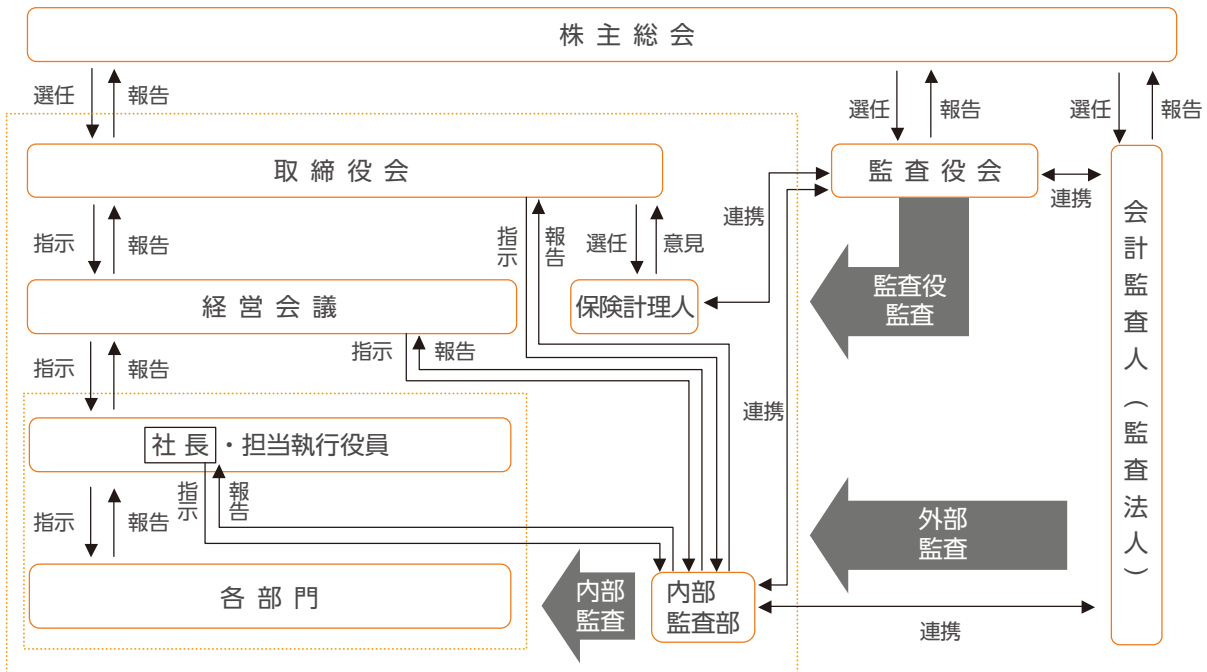 株主総会
選任
報告
選任
報告
選任
報告
取締役会
監査役会
連携
会計監査人（監査法人）
指示
報告
指示
報告
選任
意見
連携
経営会議
保険計理人
監査役
監査
指示
報告
指示
報告
連携
社長・担当執行役員
指示
報告
指示
報告
外部
監査
各部門
内部
監査
内部
監査部
連携